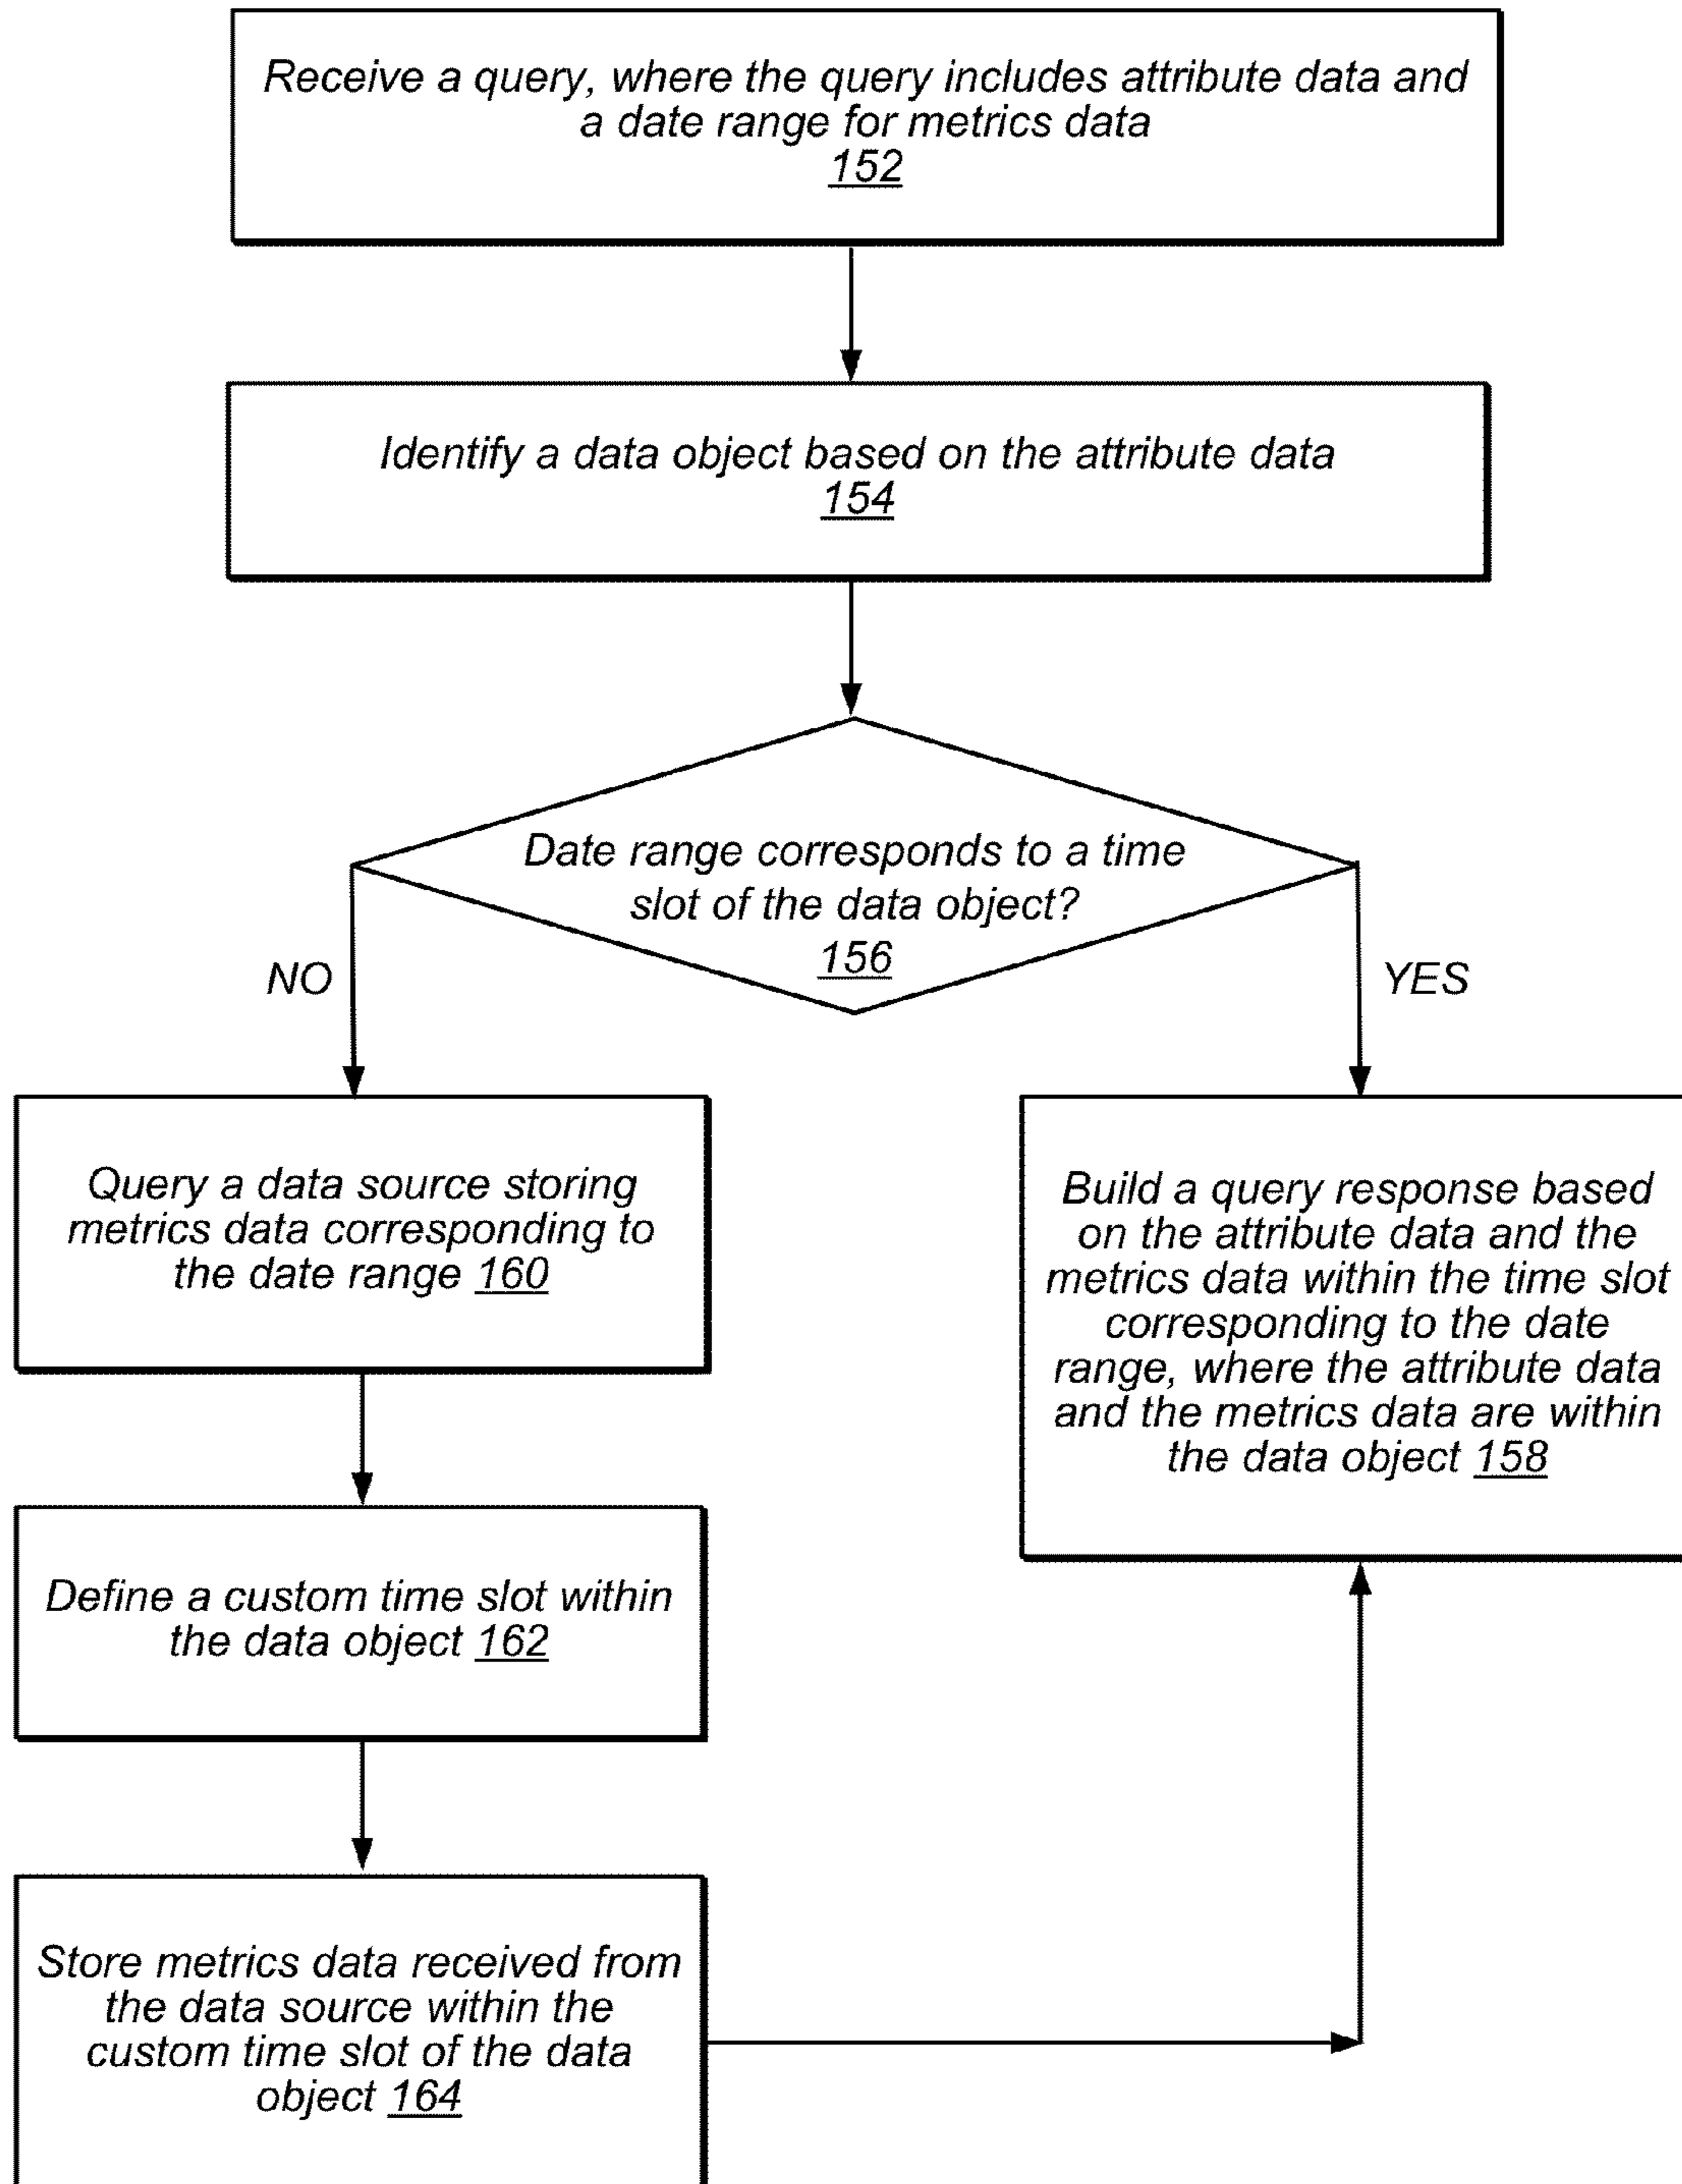 Receive a query, where the query includes attribute data and
a date range for metrics data
152
Identify a data object based on the attribute data
154
Date range corresponds to a time
slot of the data object?
156
NO
YES
Query a data source storing
metrics data corresponding to
the date range 160
Build a query response based
on the attribute data and the
metrics data within the time slot
corresponding to the date
range, where the attribute data
and the metrics data are within
the data object 158
Define a custom time slot within
the data object 162
Store metrics data received from
the data source within the
custom time slot of the data
object 164